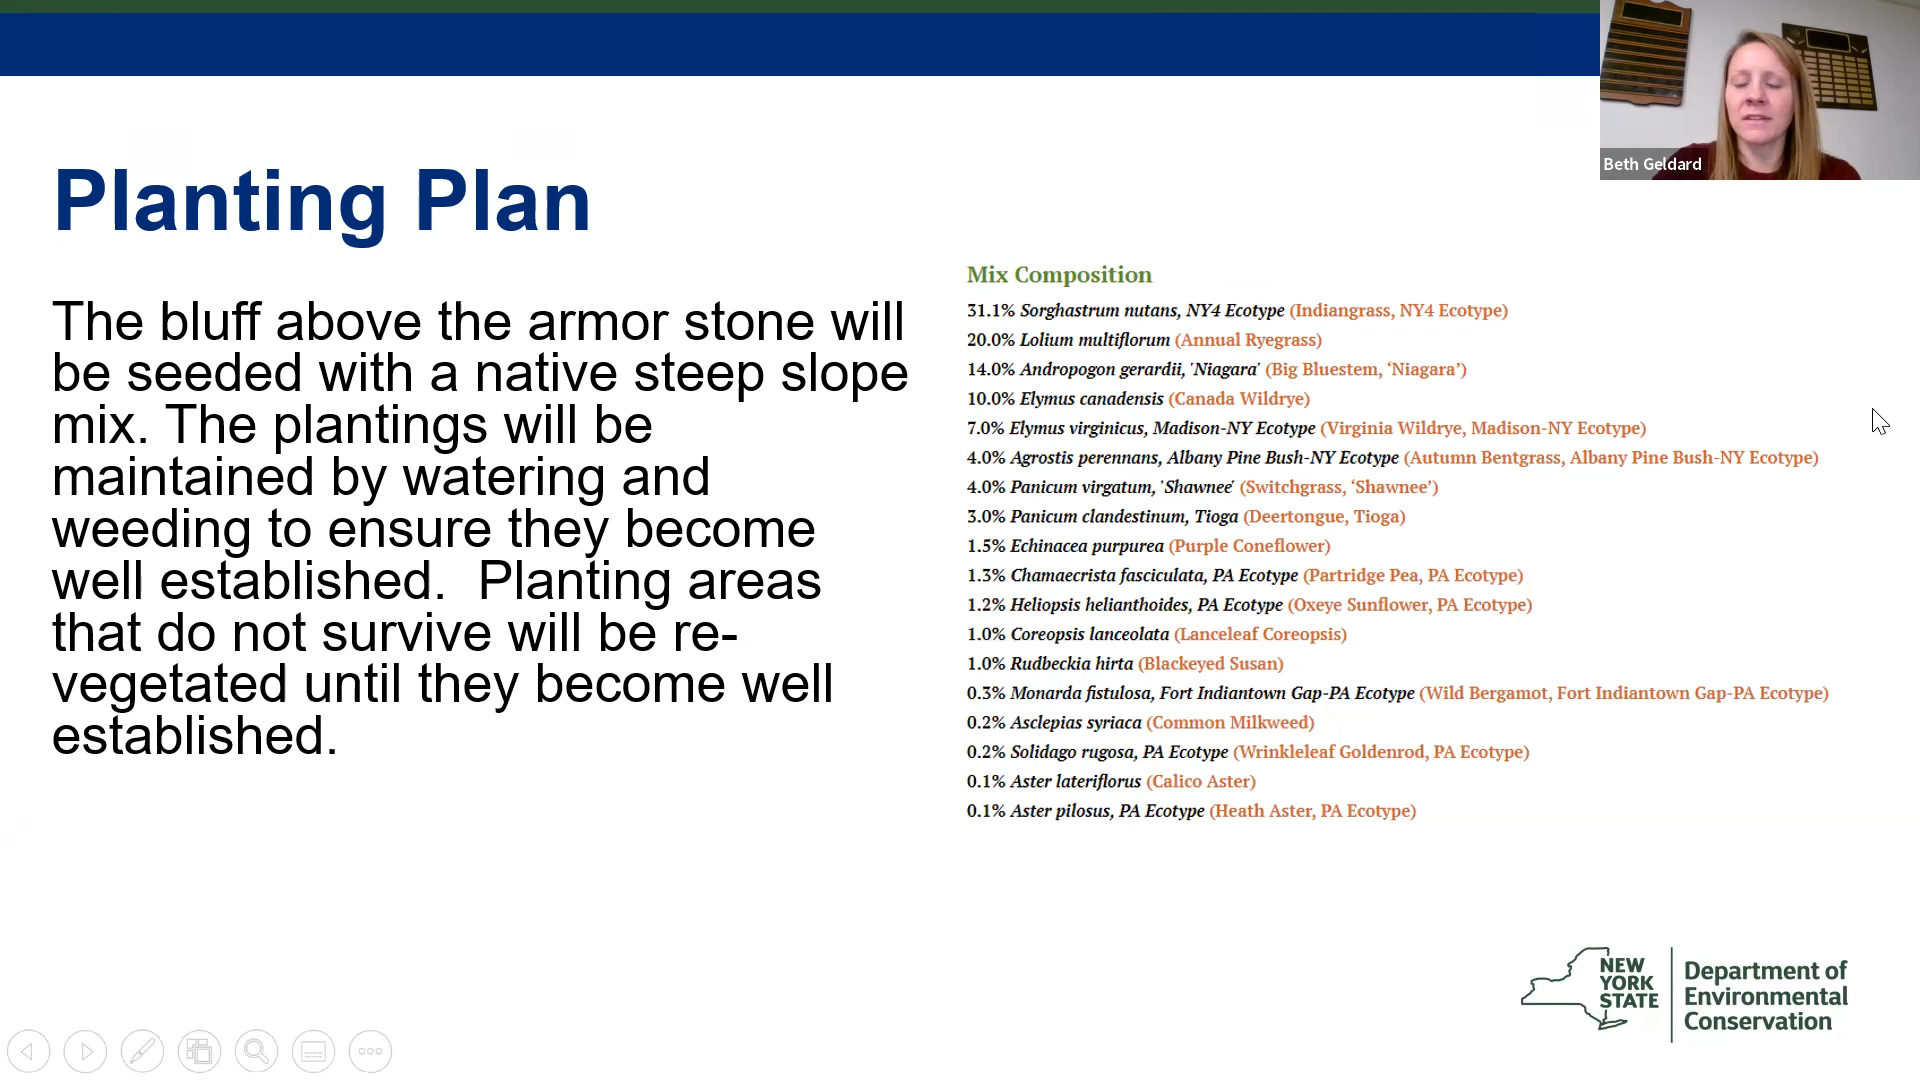 Beth Geldard
Planting Plan
The bluff above the armor stone will
be seeded with a native steep slope
mix. The plantings will be
maintained by watering and
weeding to ensure they become
well established.  Planting areas
that do not survive will be re-
vegetated until they become well
established.
Mix Composition
31.1% Sorghastrum nutans, NY4 Ecotype (Indiangrass, NY4 Ecotype)
20.0% Lolium multiflorum (Annual Ryegrass)
14.0% Andropogon gerardii, 'Niagara' (Big Bluestem, ‘Niagara’)
10.0% Elymus canadensis (Canada Wildrye)
7.0% Elymus virginicus, Madison-NY Ecotype (Virginia Wildrye, Madison-NY Ecotype)
4.0% Agrostis perennans, Albany Pine Bush-NY Ecotype (Autumn Bentgrass, Albany Pine Bush-NY Ecotype)
4.0% Panicum virgatum, 'Shawnee' (Switchgrass, ‘Shawnee’)
3.0% Panicum clandestinum, Tioga (Deertongue, Tioga)
1.5% Echinacea purpurea (Purple Coneflower)
1.3% Chamaecrista fasciculata, PA Ecotype (Partridge Pea, PA Ecotype)
1.2% Heliopsis helianthoides, PA Ecotype (Oxeye Sunflower, PA Ecotype)
1.0% Coreopsis lanceolata (Lanceleaf Coreopsis)
1.0% Rudbeckia hirta (Blackeyed Susan)
0.3% Monarda fistulosa, Fort Indiantown Gap-PA Ecotype (Wild Bergamot, Fort Indiantown Gap-PA Ecotype)
0.2% Asclepias syriaca (Common Milkweed)
0.2% Solidago rugosa, PA Ecotype (Wrinkleleaf Goldenrod, PA Ecotype)
0.1% Aster lateriflorus (Calico Aster)
0.1% Aster pilosus, PA Ecotype (Heath Aster, PA Ecotype)
NEW
YORK
STATE
Department of
Environmental
Conservation